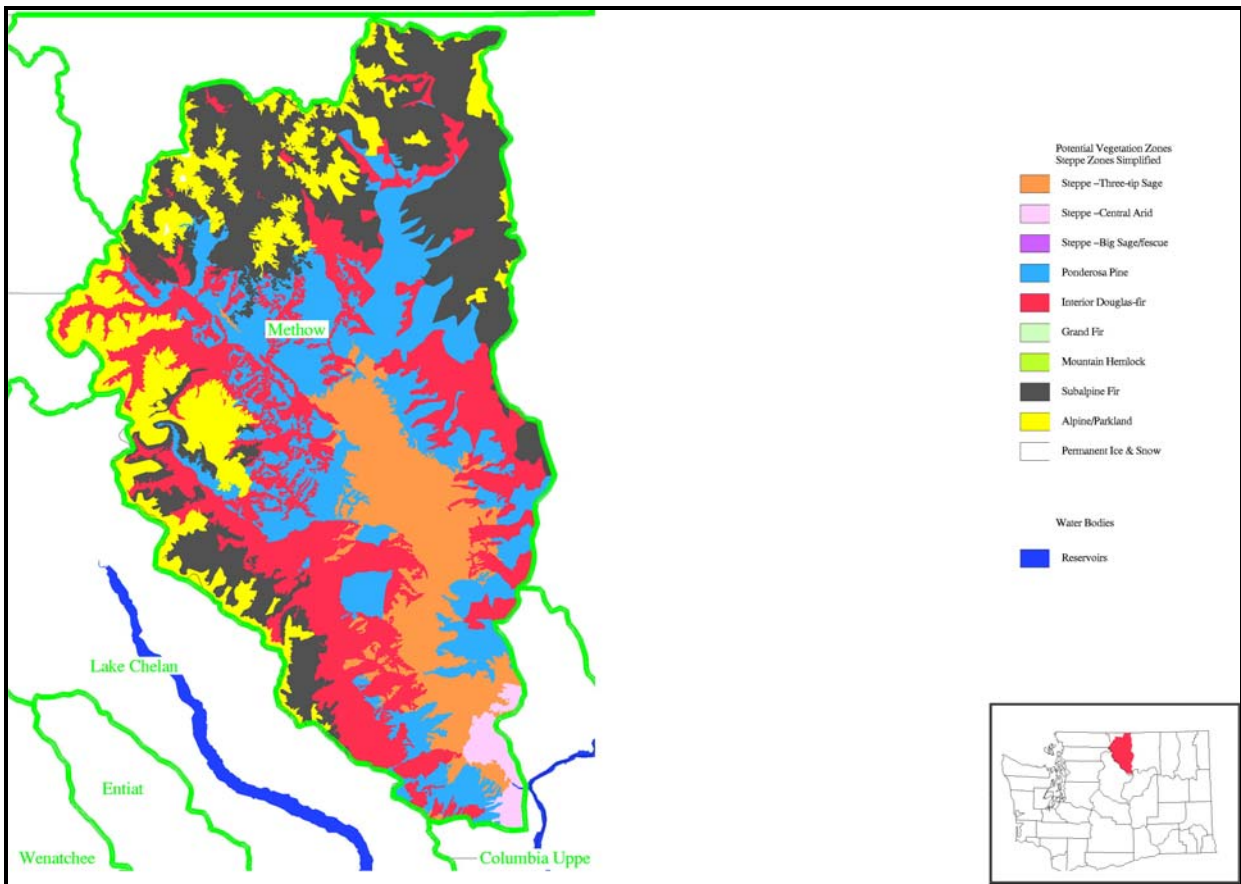 Methow
Lake Chelan
Entiat
Wenatchee
Columbia Uppe
Potential Vegetation Zones
Steppe Zones Simplified
Steppe –Three-tip Sage
Steppe –Central Arid
Steppe –Big Sage/fescue
Ponderosa Pine
Interior Douglas-fir
Grand Fir
Mountain Hemlock
Subalpine Fir
Alpine/Parkland
Permanent Ice & Snow
Water Bodies
Reservoirs